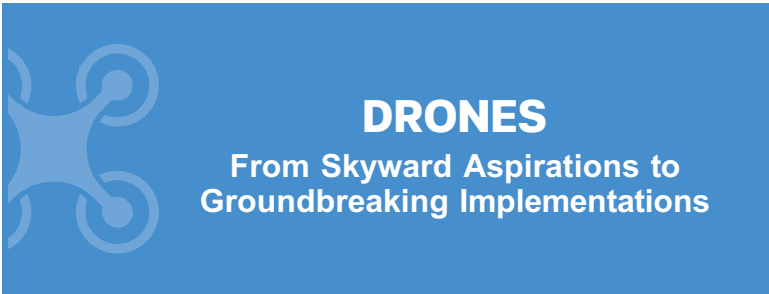 DRONES
From Skyward Aspirations to
Groundbreaking Implementations